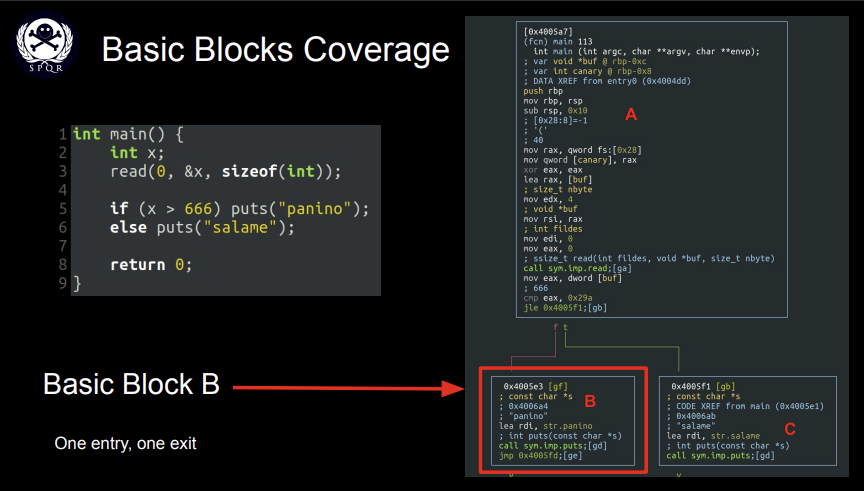 SPQR
Basic Blocks Coverage
1 int main() {
2 int x;
3 read(0, &x, sizeof(int));
4
5 if (x > 666) puts("panino");
6 else puts("salame");
7
8 return 0;
9 }
Basic Block B
One entry, one exit
[0x4005a7]
(fcn) main 113
int main (int argc, char **argv, char **envp);
; var void *buf @ rbp-0xc
; var int canary @ rbp-0x8
; DATA XREF from entry0 (0x4004dd)
push rbp
mov rbp, rsp
sub rsp, 0x10
; [0x28:8]=-1
; '('
; 40
mov rax, qword fs:[0x28]
mov qword [canary], rax
xor eax, eax
lea rax, [buf]
; size_t nbyte
mov edx, 4
; void *buf
mov rsi, rax
; int fildes
mov edi, 0
mov eax, 0
; ssize_t read(int fildes, void *buf, size_t nbyte)
call sym.imp.read;[ga]
mov eax, dword [buf]
; 666
cmp eax, 0x29a
jle 0x4005f1;[gb]
A
f t
0x4005e3 [gf]
; const char *s
; 0x4006a4
; "panino"
lea rdi, str.panino
; int puts(const char *s)
call sym.imp.puts;[gd]
jmp 0x4005fd;[ge]
B
v
0x4005f1 [gb]
; const char *s
; CODE XREF from main (0x4005e1)
; 0x4006ab
; "salame"
lea rdi, str.salame
; int puts(const char *s)
call sym.imp.puts;[gd]
C
v